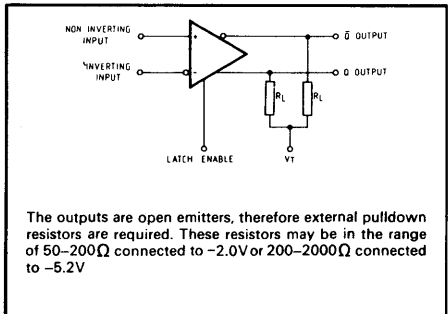 NON INVERTING
INPUT
INVERTING
INPUT
+
-
Q̄ OUTPUT
Q OUTPUT
RL
RL
LATCH ENABLE
VT
The outputs are open emitters, therefore external pulldown
resistors are required. These resistors may be in the range
of 50–200Ω connected to –2.0V or 200–2000Ω connected
to –5.2V